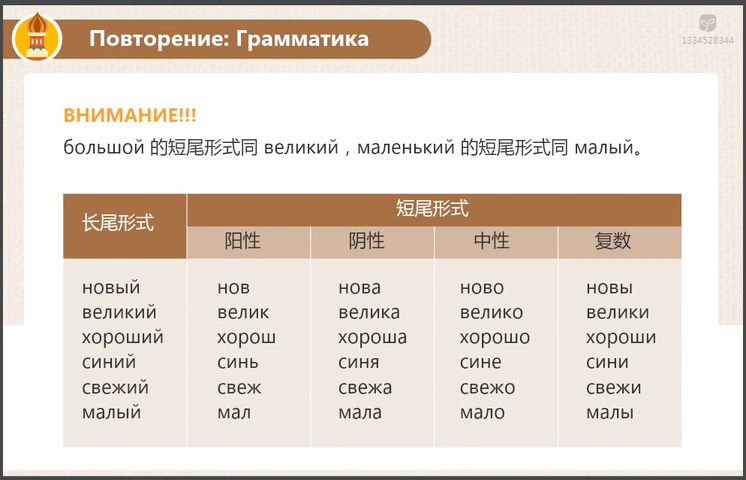 Повторение: Грамматика
1334528344
ВНИМАНИЕ!!!
большой 的短尾形式同 великий，маленький 的短尾形式同 малый。
长尾形式 短尾形式
阳性 阴性 中性 复数
новый нов нова ново новы
великий велик велика велико велики
хороший хорош хороша хорошо хороши
синий синь синя сине сини
свежий свеж свежа свежо свежи
малый мал мала мало малы